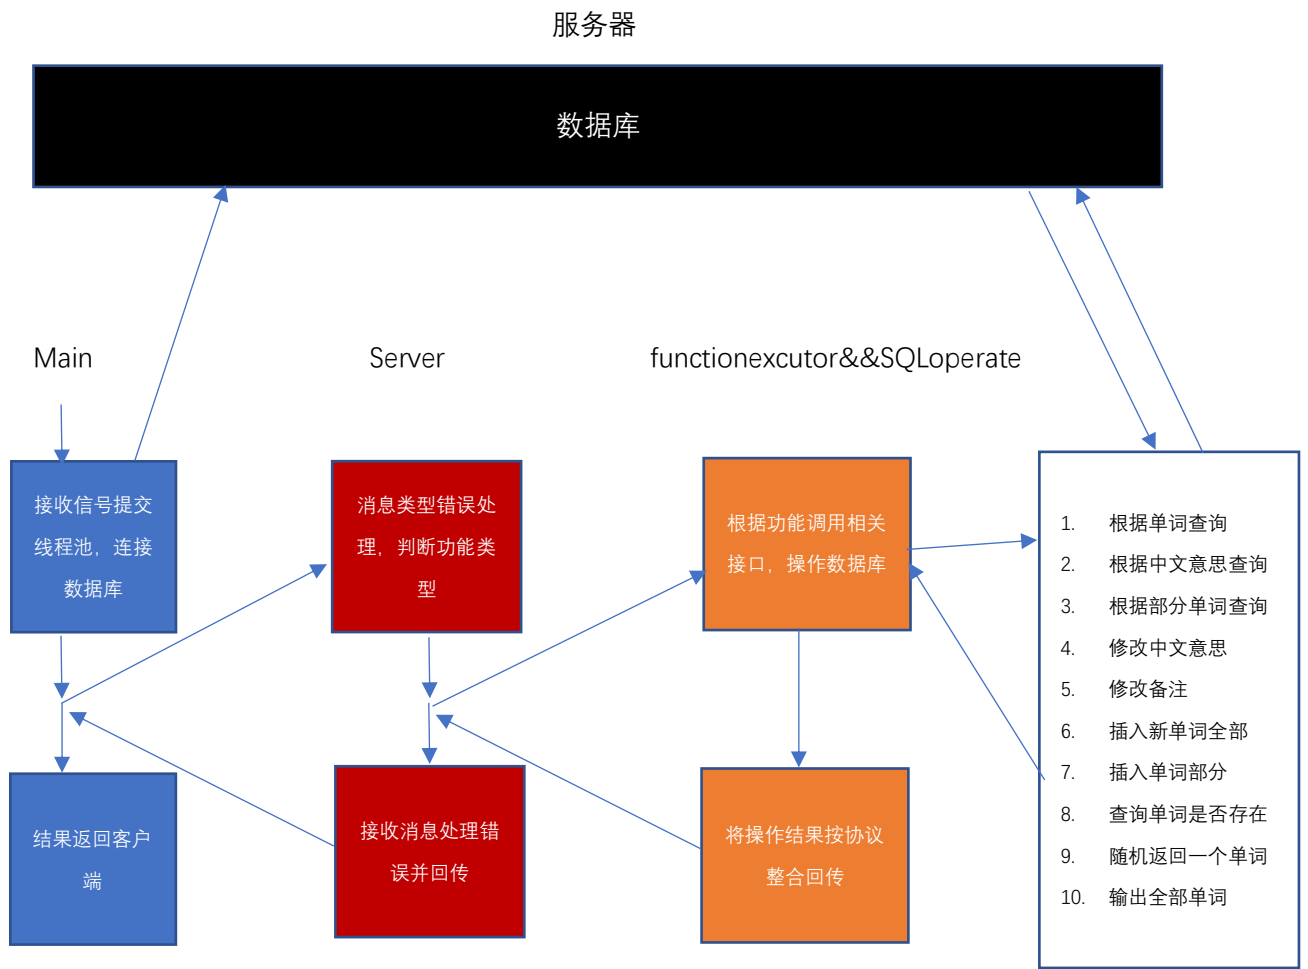 服务器
数据库
Main
Server
functionexcutor&&SQLoperate
接收信号提交
线程池，连接
数据库
消息类型错误处
理，判断功能类
型
根据功能调用相关
接口，操作数据库
1. 根据单词查询
2. 根据中文意思查询
3. 根据部分单词查询
4. 修改中文意思
5. 修改备注
6. 插入新单词全部
7. 插入单词部分
8. 查询单词是否存在
9. 随机返回一个单词
10. 输出全部单词
结果返回客户
端
接收消息处理错
误并回传
将操作结果按协议
整合回传